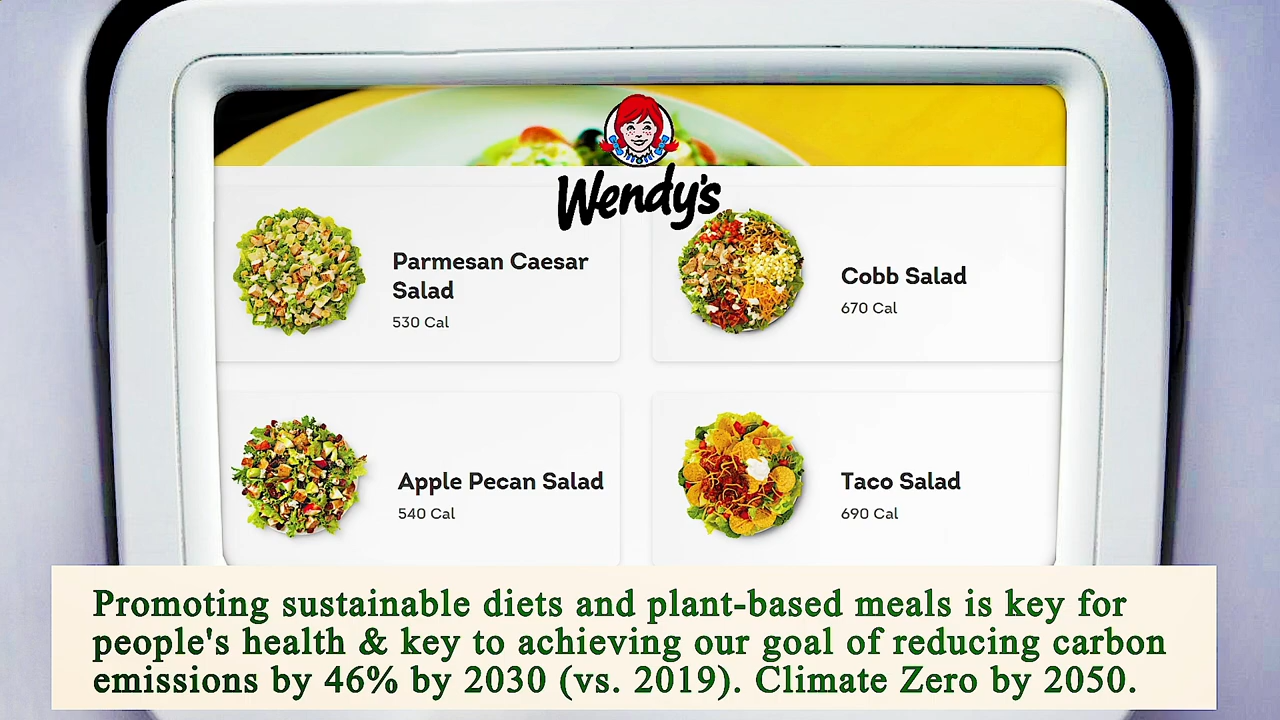 Wendy's
Parmesan Caesar
Salad
530 Cal
Cobb Salad
670 Cal
Apple Pecan Salad
540 Cal
Taco Salad
690 Cal
Promoting sustainable diets and plant-based meals is key for
people's health & key to achieving our goal of reducing carbon
emissions by 46% by 2030 (vs. 2019). Climate Zero by 2050.